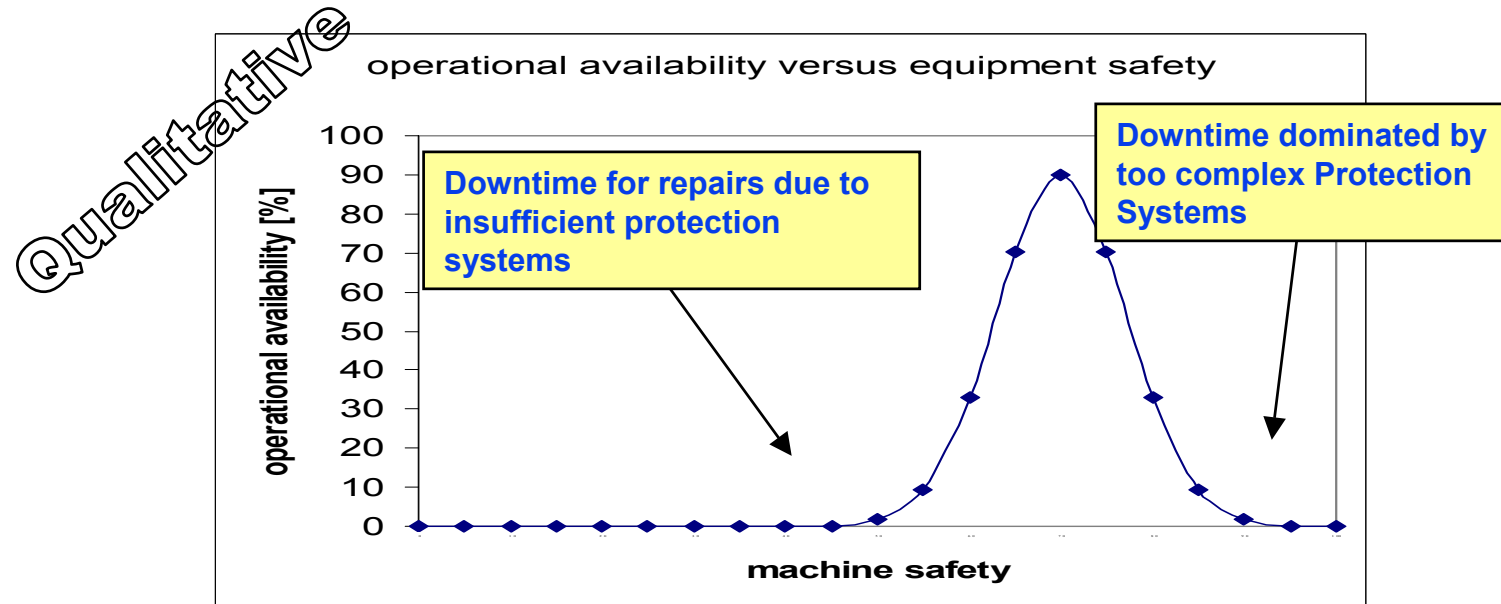 Qualitative
operational availability versus equipment safety
100
90
80
70
60
50
40
30
20
10
0
operational availability [%]
Downtime for repairs due to
insufficient protection
systems
Downtime dominated by
too complex Protection
Systems
machine safety